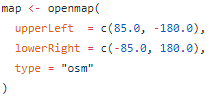 map <- openmap(
  upperLeft  = c(85.0, -180.0),
  lowerRight = c(-85.0, 180.0),
  type = "osm"
)